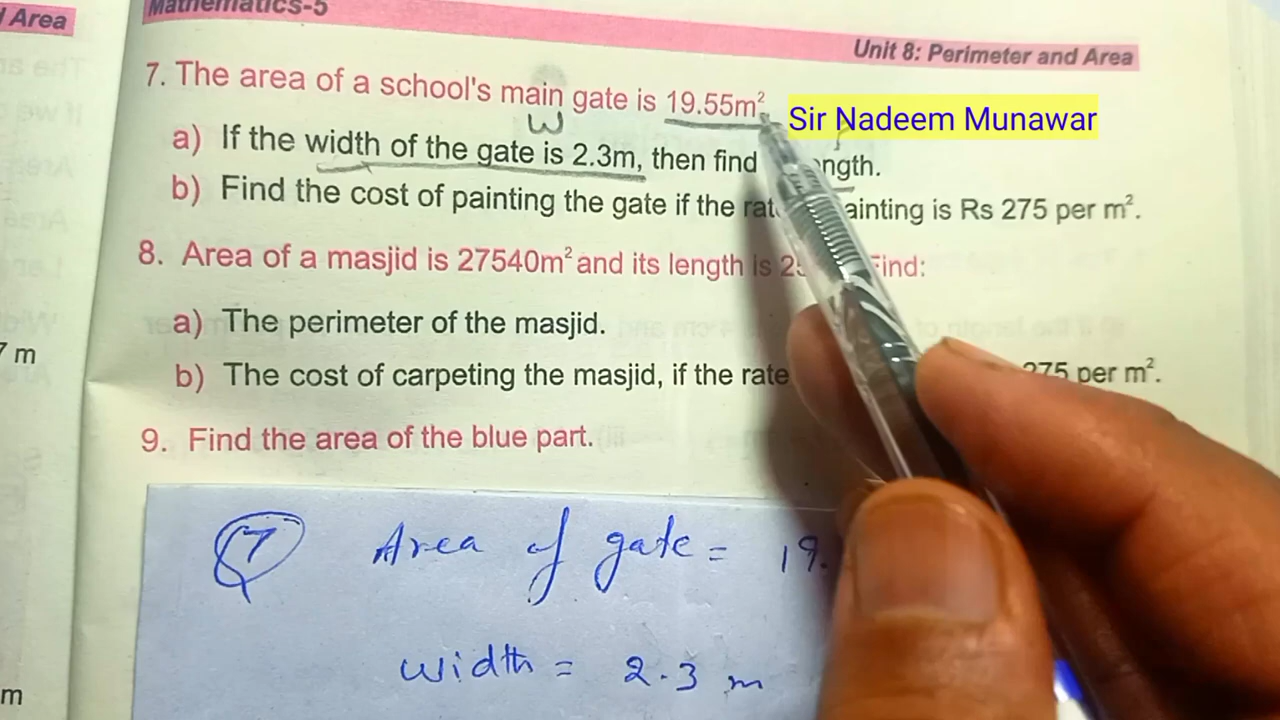 Area
Mathematics-5
Unit 8: Perimeter and Area
7. The area of a school's main gate is 19.55m²
Sir Nadeem Munawar
W
a) If the width of the gate is 2.3m, then find
b) Find the cost of painting the gate if the is Rs 275 per m².
8. Area of a masjid is 27540m² and its length is
a) The perimeter of the masjid.
b) The cost of carpeting the masjid, if the rate 275 per m².
7 m
9. Find the area of the blue part.
7 Area of gate = 19.
width = 2.3 m
m